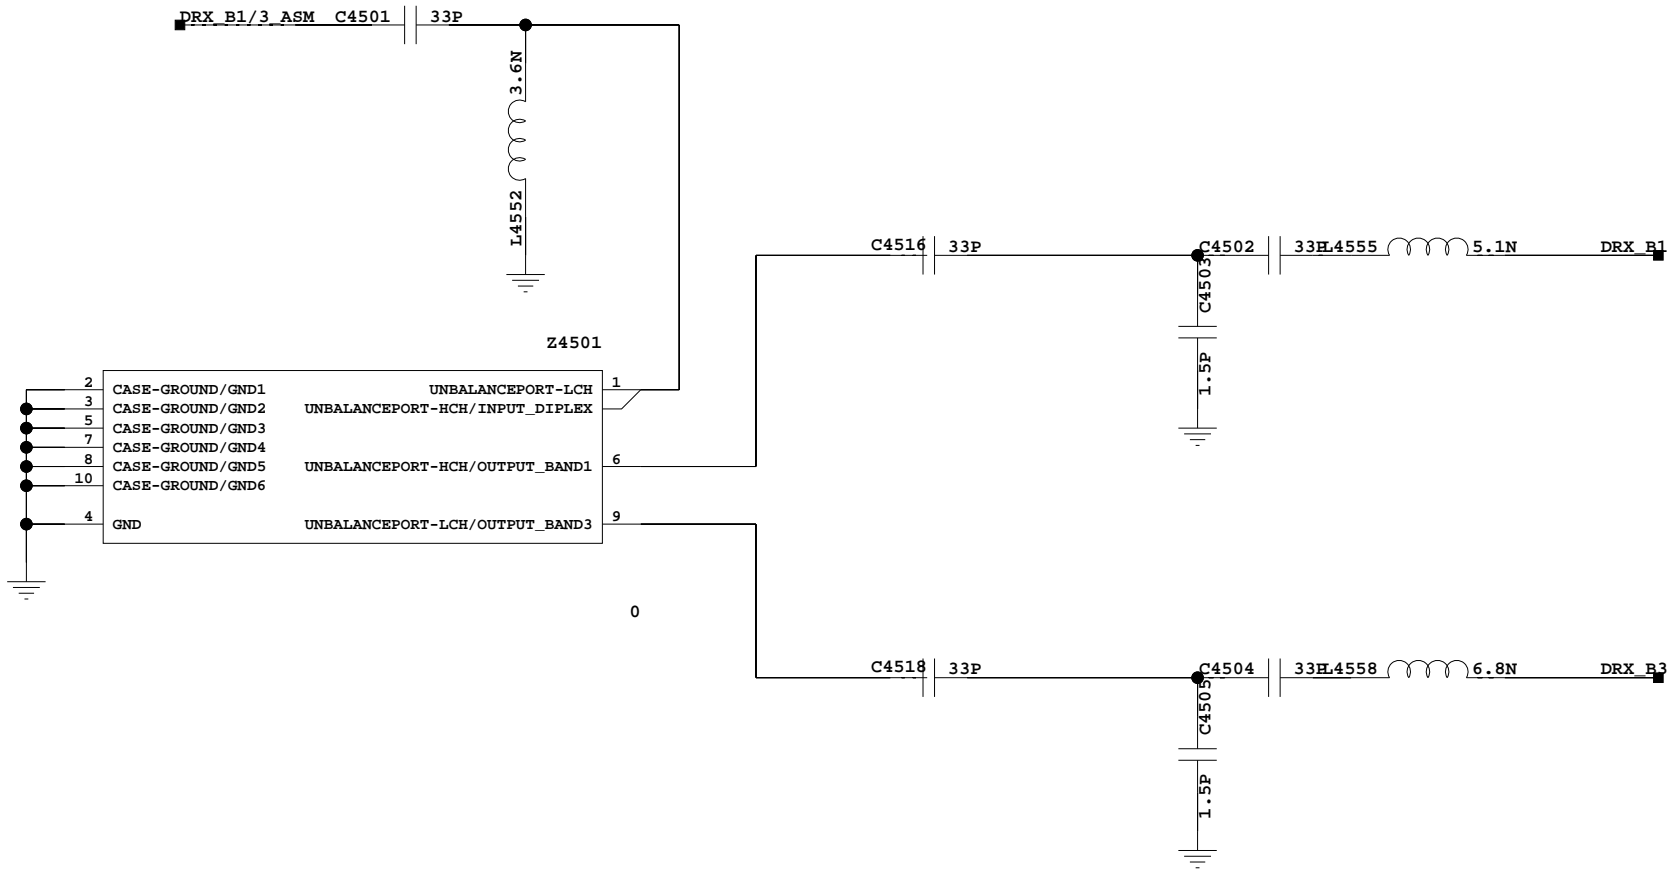 DRX_B1/3_ASM C4501 33P
3.6N
L4552
C4516 33P C4502 33P L4555 5.1N DRX_B1
C4503
1.5P
Z4501
2 CASE-GROUND/GND1 UNBALANCEPORT-LCH 1
3 CASE-GROUND/GND2 UNBALANCEPORT-HCH/INPUT_DIPLEX
5 CASE-GROUND/GND3
7 CASE-GROUND/GND4
8 CASE-GROUND/GND5 UNBALANCEPORT-HCH/OUTPUT_BAND1 6
10 CASE-GROUND/GND6
4 GND UNBALANCEPORT-LCH/OUTPUT_BAND3 9
0
C4518 33P C4504 33P L4558 6.8N DRX_B3
C4505
1.5P